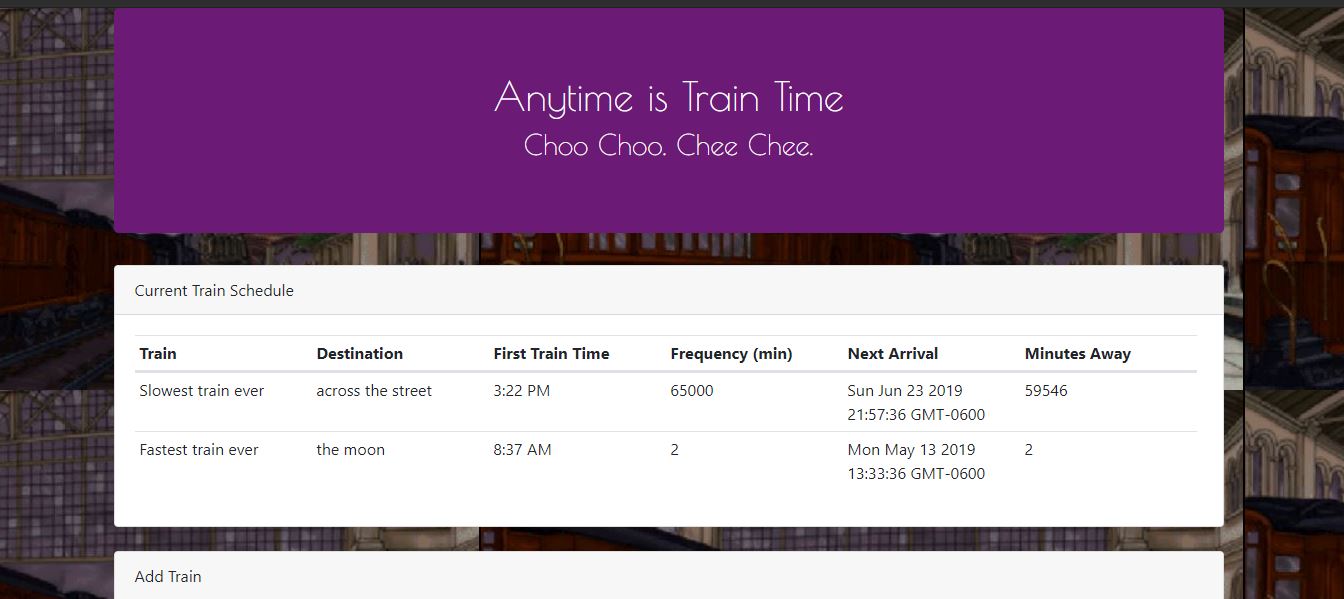 Anytime is Train Time
Choo Choo. Chee Chee.
Current Train Schedule
Train Destination First Train Time Frequency (min) Next Arrival Minutes Away
Slowest train ever across the street 3:22 PM 65000 Sun Jun 23 2019 59546
21:57:36 GMT-0600
Fastest train ever the moon 8:37 AM 2 Mon May 13 2019 2
13:33:36 GMT-0600
Add Train